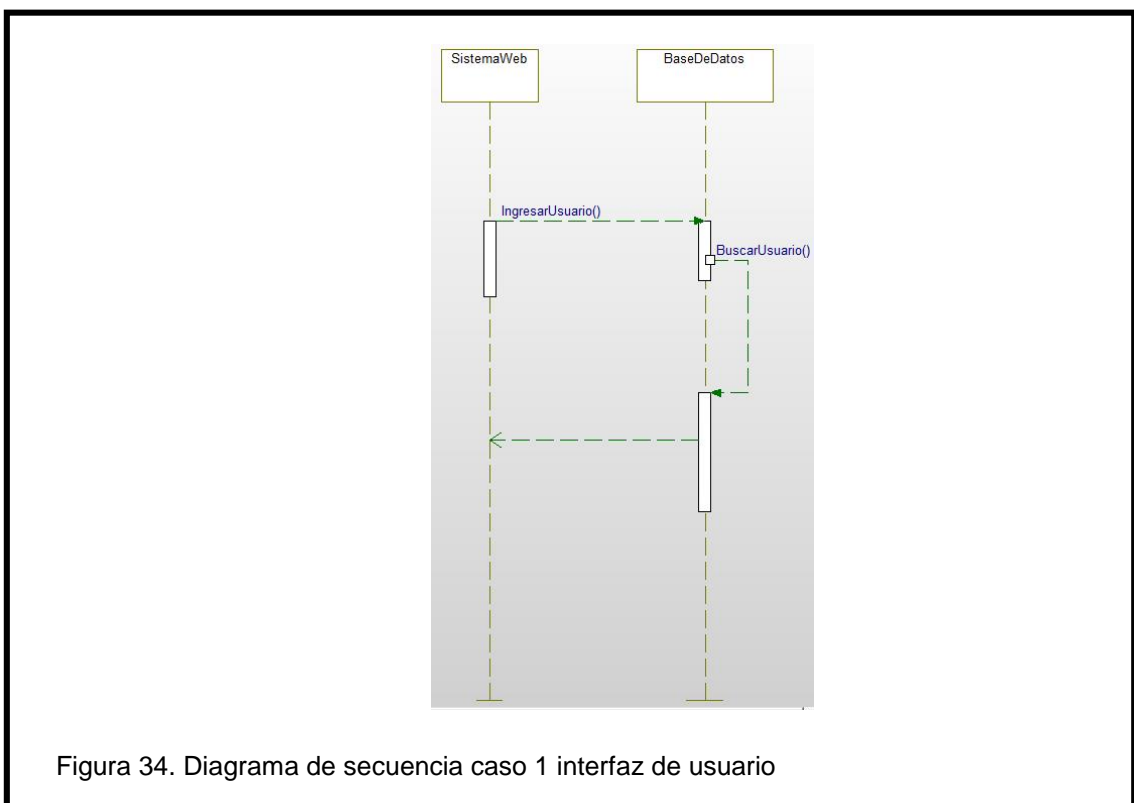 SistemaWeb
BaseDeDatos
IngresarUsuario()
BuscarUsuario()
Figura 34. Diagrama de secuencia caso 1 interfaz de usuario